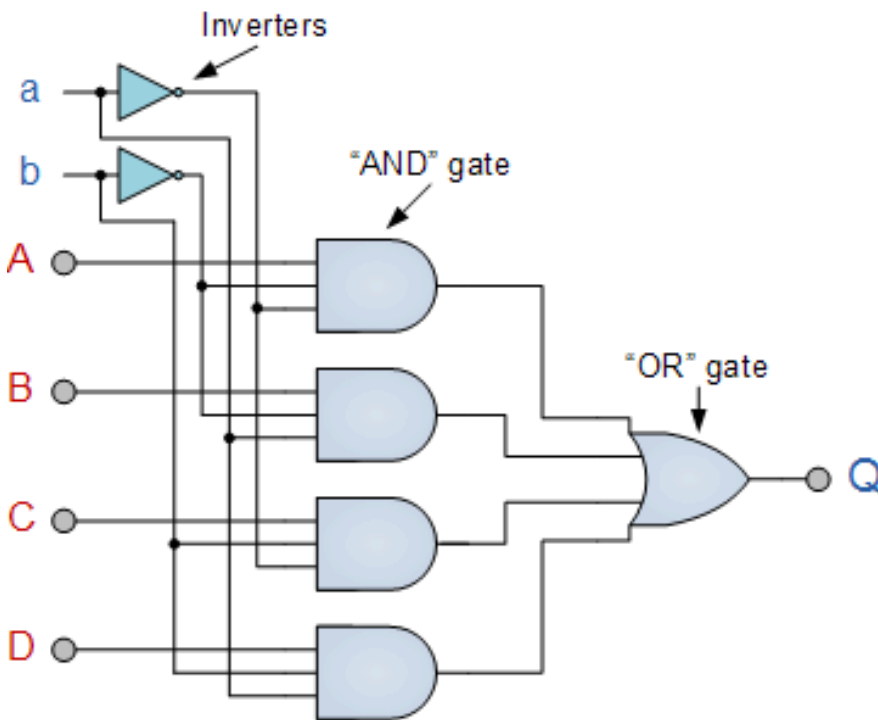 Inverters
a
b
“AND” gate
A
B
“OR” gate
Q
C
D